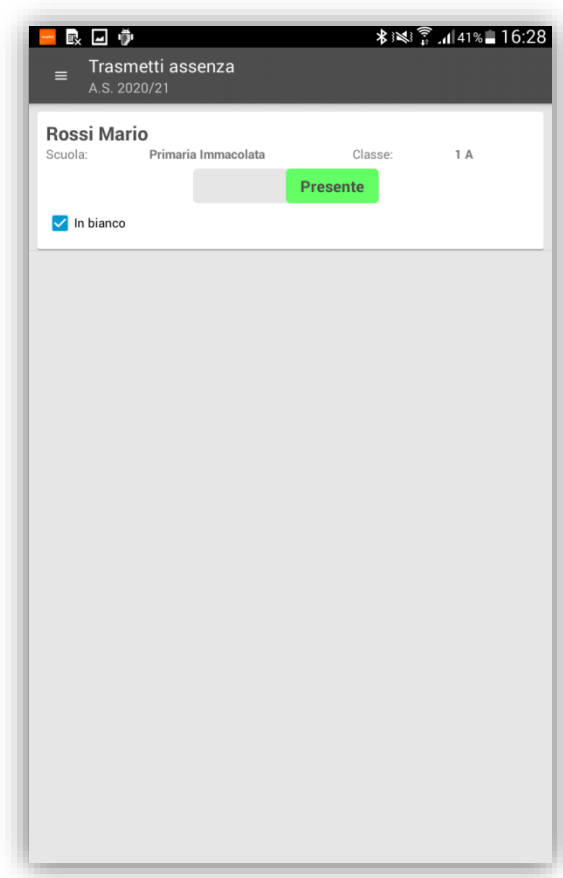 41% 16:28
Trasmetti assenza
A.S. 2020/21
Rossi Mario
Scuola: Primaria Immacolata Classe: 1 A
Presente
In bianco